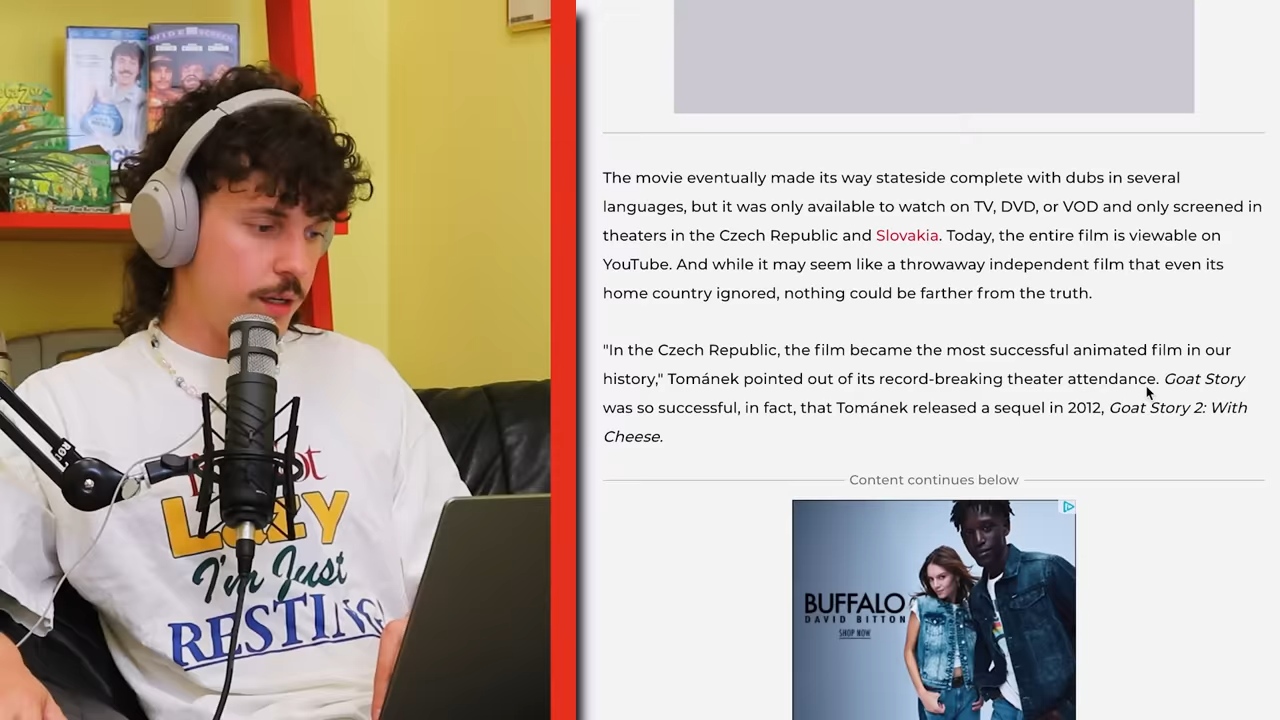 WIDE SCREEN
LAZY
I'm Just
RESTING
The movie eventually made its way stateside complete with dubs in several
languages, but it was only available to watch on TV, DVD, or VOD and only screened in
theaters in the Czech Republic and Slovakia. Today, the entire film is viewable on
YouTube. And while it may seem like a throwaway independent film that even its
home country ignored, nothing could be farther from the truth.
"In the Czech Republic, the film became the most successful animated film in our
history," Tománek pointed out of its record-breaking theater attendance. Goat Story
was so successful, in fact, that Tománek released a sequel in 2012, Goat Story 2: With
Cheese.
Content continues below
BUFFALO
DAVID BITTON
SHOP NOW